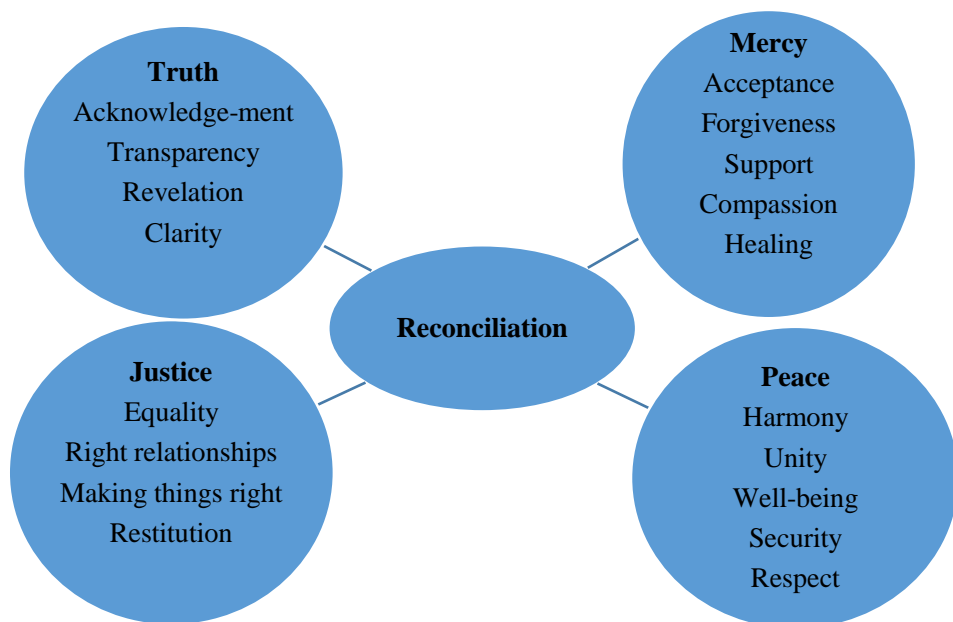 Truth
Acknowledge-ment
Transparency
Revelation
Clarity
Mercy
Acceptance
Forgiveness
Support
Compassion
Healing
Reconciliation
Justice
Equality
Right relationships
Making things right
Restitution
Peace
Harmony
Unity
Well-being
Security
Respect